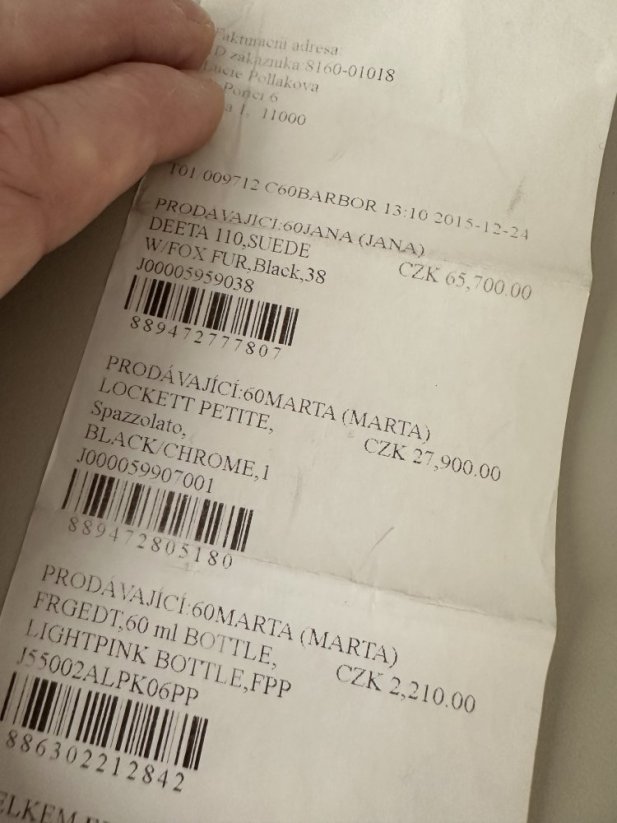 Fakturační adresa
D zákazníka:8160-01018
Lucie Pollakova
Poříčí 6
a 1, 11000
T01 009712 C60BARBOR 13:10 2015-12-24
PRODÁVAJÍCÍ:60JANA (JANA)
DEETA 110,SUEDE
W/FOX FUR,Black,38
CZK 65,700.00
J00005959038
889472777807
PRODÁVAJÍCÍ:60MARTA (MARTA)
LOCKETT PETITE,
Spazzolato,
CZK 27,900.00
BLACK/CHROME,1
J000059907001
889472805180
PRODÁVAJÍCÍ:60MARTA (MARTA)
FRGEDT,60 ml BOTTLE,
LIGHTPINK BOTTLE,FPP
CZK 2,210.00
J55002ALPK06PP
886302212842